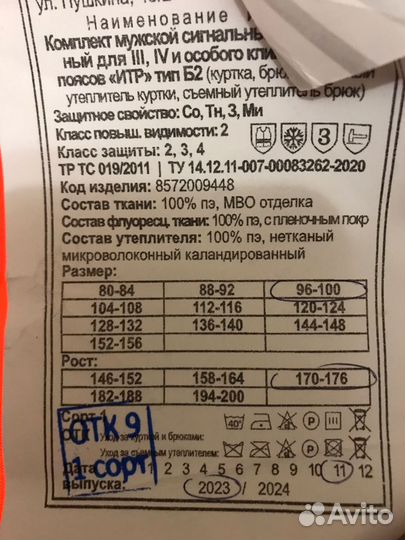 ул. Пушкина,
Наименование
Комплект мужской сигнальны
ный для III, IV и особого кли
поясов «ИТР» тип Б2 (куртка, брю ый
утеплитель куртки, съемный утеплитель брюк)
Защитное свойство: Со, Тн, З, Ми
Класс повыш. видимости: 2
Класс защиты: 2, 3, 4
3
ТР ТС 019/2011 | ТУ 14.12.11-007-00083262-2020
Код изделия: 8572009448
Состав ткани: 100% пэ, МВО отделка
Состав флуоресц. ткани: 100% пэ, с пленочным покр
Состав утеплителя: 100% пэ, нетканый
микроволоконный каландированный
Размер:
80-84 88-92 96-100
104-108 112-116 120-124
128-132 136-140 144-148
152-156
Рост:
146-152 158-164 170-176
182-188 194-200
Сорт 1
ОТК 9
1 сорт
40° P
Уход за курткой и брюками:
Уход за съемным утеплителем: P
Дата 1 2 3 4 5 6 7 8 9 10 11 12
выпуска: 2023 / 2024
Avito